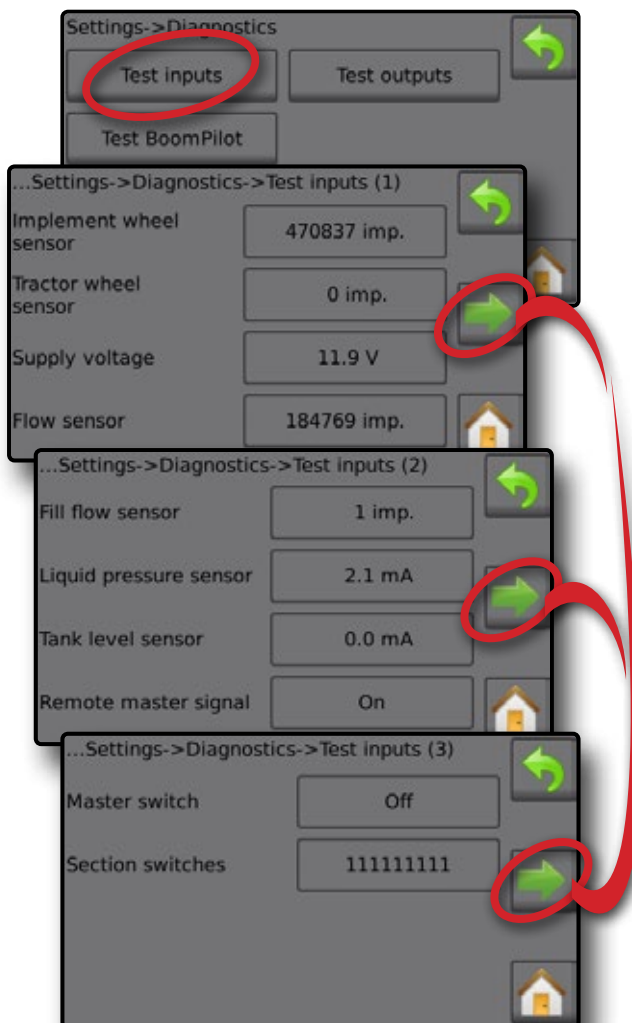 Settings->Diagnostics
Test inputs
Test outputs
Test BoomPilot
...Settings->Diagnostics->Test inputs (1)
Implement wheel
sensor
470837 imp.
Tractor wheel
sensor
0 imp.
Supply voltage
11.9 V
Flow sensor
184769 imp.
...Settings->Diagnostics->Test inputs (2)
Fill flow sensor
1 imp.
Liquid pressure sensor
2.1 mA
Tank level sensor
0.0 mA
Remote master signal
On
...Settings->Diagnostics->Test inputs (3)
Master switch
Off
Section switches
111111111